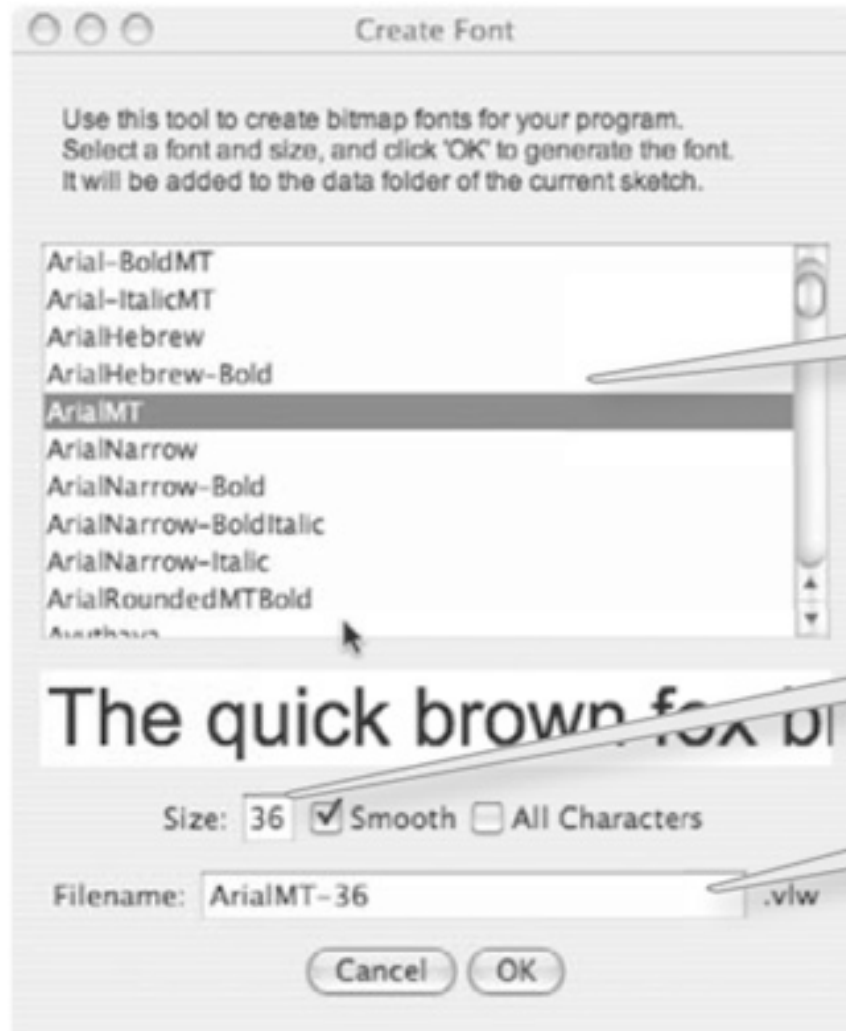 Create Font
Use this tool to create bitmap fonts for your program.
Select a font and size, and click 'OK' to generate the font.
It will be added to the data folder of the current sketch.
Arial-BoldMT
Arial-ItalicMT
ArialHebrew
ArialHebrew-Bold
ArialMT
ArialNarrow
ArialNarrow-Bold
ArialNarrow-BoldItalic
ArialNarrow-Italic
ArialRoundedMTBold
The quick brown fox bl
Size: 36 Smooth All Characters
Filename: ArialMT-36 .vlw
Cancel OK